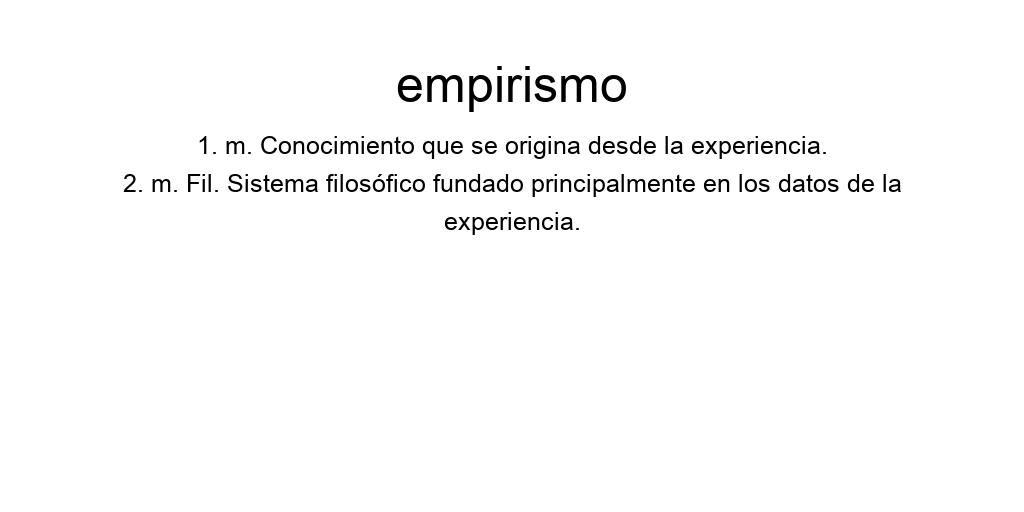 empirismo
1. m. Conocimiento que se origina desde la experiencia.
2. m. Fil. Sistema filosófico fundado principalmente en los datos de la
experiencia.